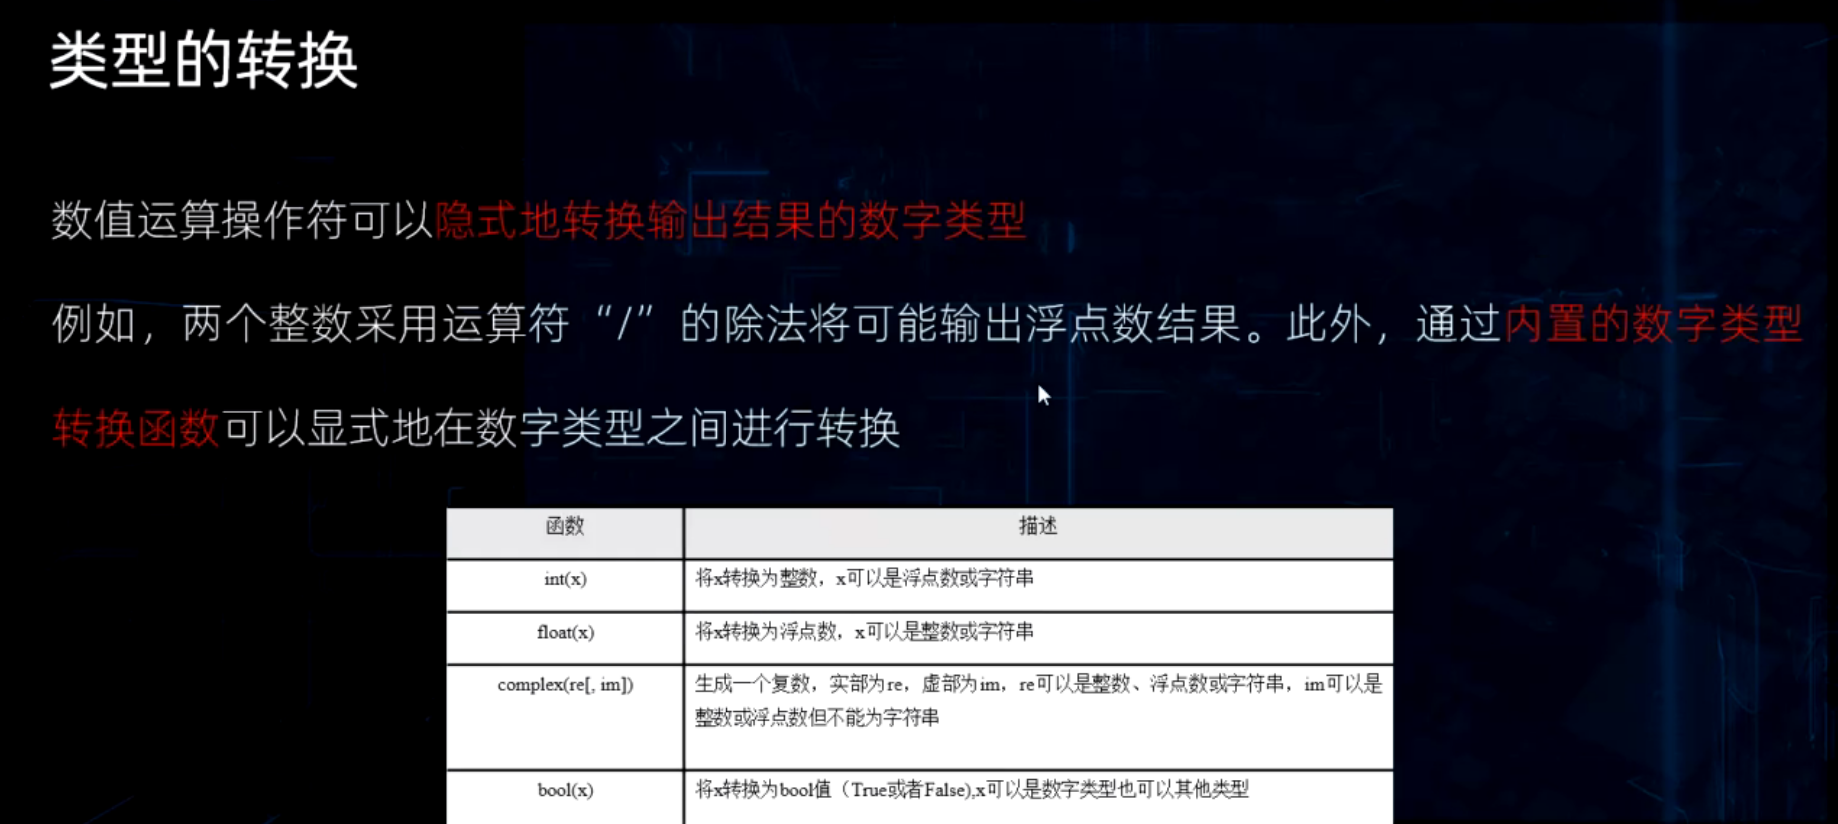 类型的转换
数值运算操作符可以隐式地转换输出结果的数字类型
例如，两个整数采用运算符“/”的除法将可能输出浮点数结果。此外，通过内置的数字类型
转换函数可以显式地在数字类型之间进行转换
函数 描述
int(x) 将x转换为整数，x可以是浮点数或字符串
float(x) 将x转换为浮点数，x可以是整数或字符串
complex(re[, im]) 生成一个复数，实部为re，虚部为im，re可以是整数、浮点数或字符串，im可以是
整数或浮点数但不能为字符串
bool(x) 将x转换为bool值（True或者False),x可以是数字类型也可以其他类型